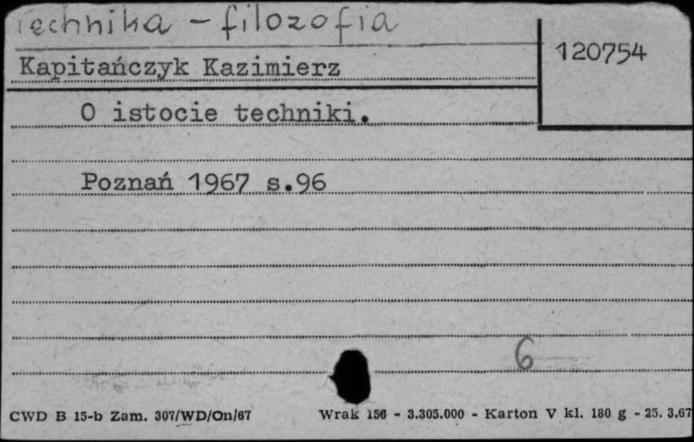 technika - filozofia
120754
Kapitańczyk Kazimierz
O istocie techniki.
Poznań 1967 s.96
6
CWD B 15-b Zam. 307/WD/On/67 Wrak 156 - 3.305.000 - Karton V kl. 180 g - 25. 3.67